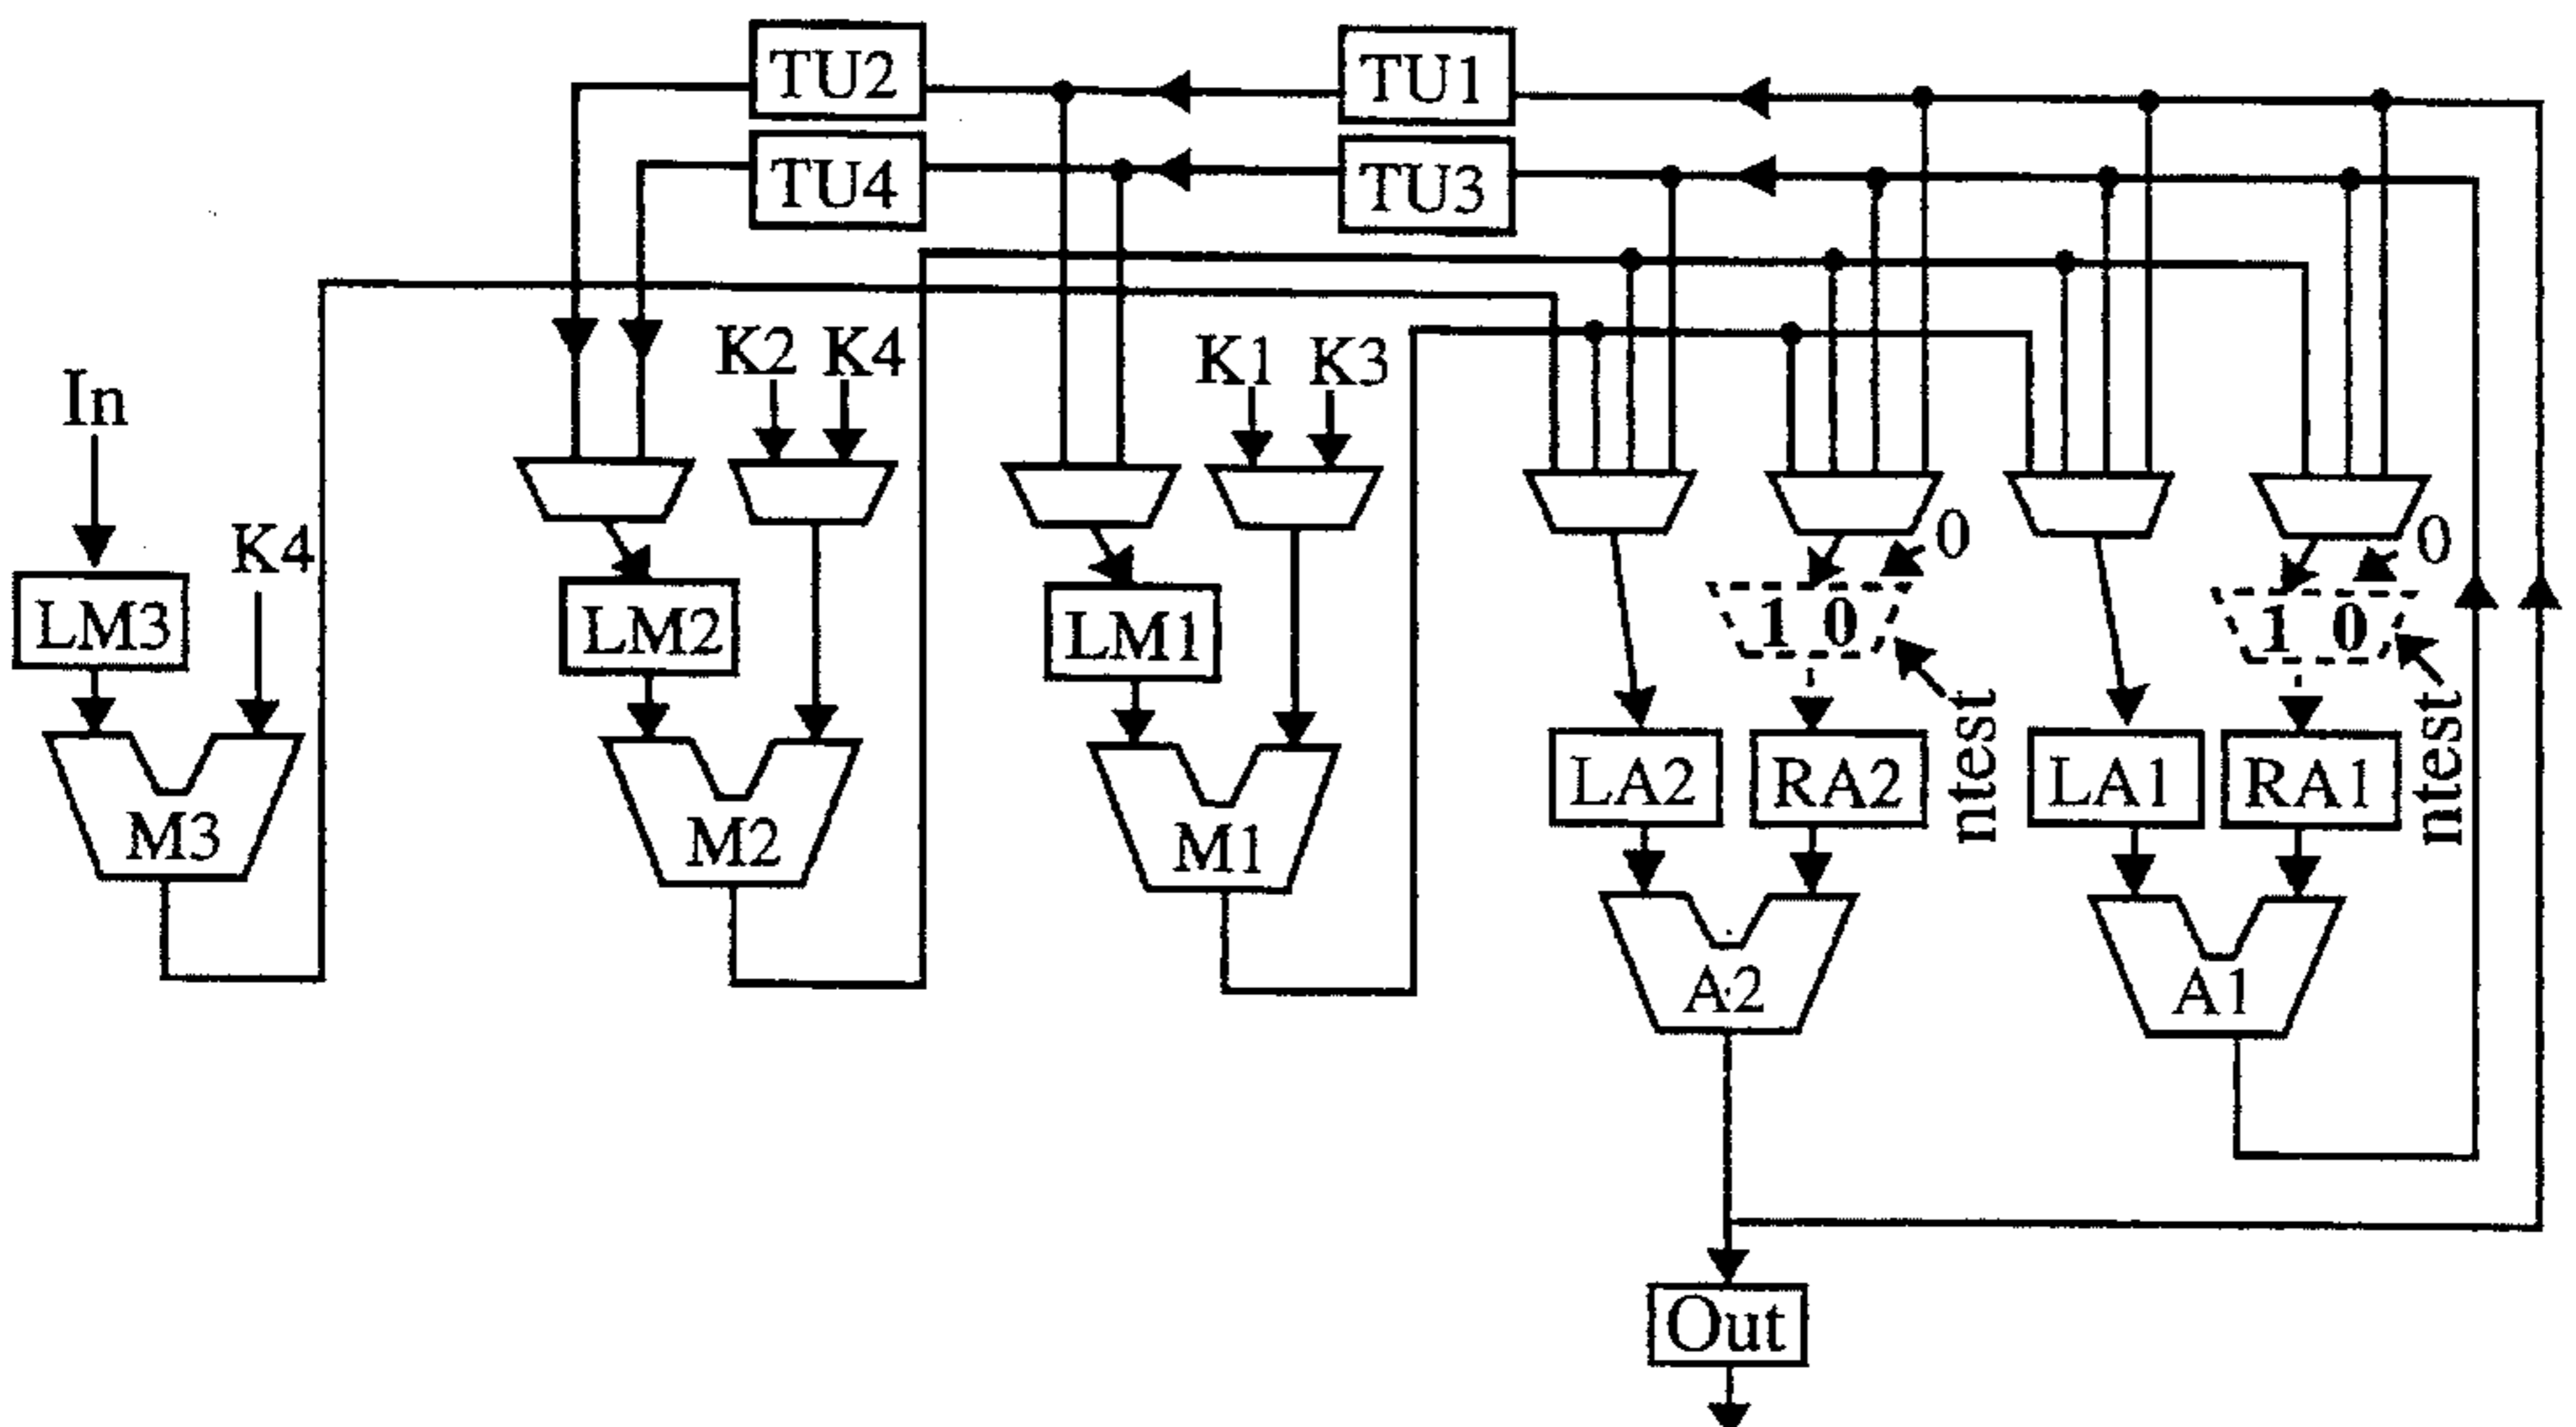 TU2 TU1
TU4 TU3
K2 K4 K1 K3
In
K4
0 0
1 0 1 0
LM3 LM2 LM1
ntest ntest
LA2 RA2 LA1 RA1
M3 M2 M1
A2 A1
Out